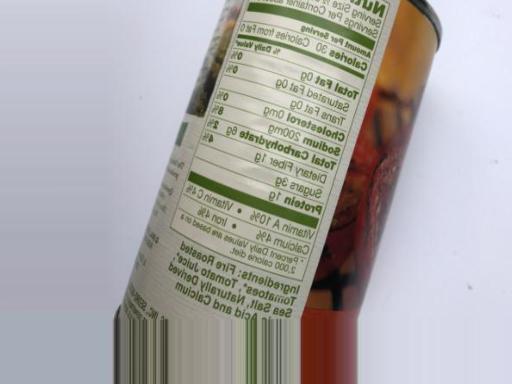 Nutri
Serving Size
Servings Per Container about
Amount Per Serving
Calories 30 Calories from Fat 0
% Daily Value*
Total Fat 0g 0%
Saturated Fat 0g 0%
Trans Fat 0g
Cholesterol 0mg 0%
Sodium 200mg 8%
Total Carbohydrate 6g 2%
Dietary Fiber 1g 4%
Sugars 3g
Protein 1g
Vitamin A 10% • Vitamin C 4%
Calcium 4% • Iron 4%
* Percent Daily Values are based on a
2,000 calorie diet.
Ingredients: Fire Roasted
Tomatoes*, Tomato Juice*,
Sea Salt, Naturally Derived
Acid and Calcium
INC.